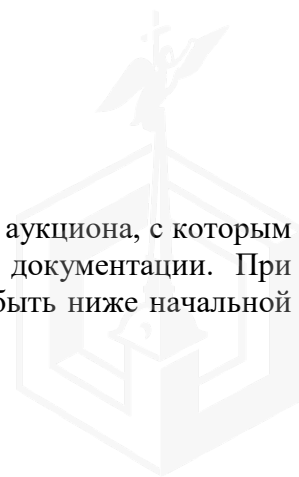 аукциона, с которым
документации. При
быть ниже начальной